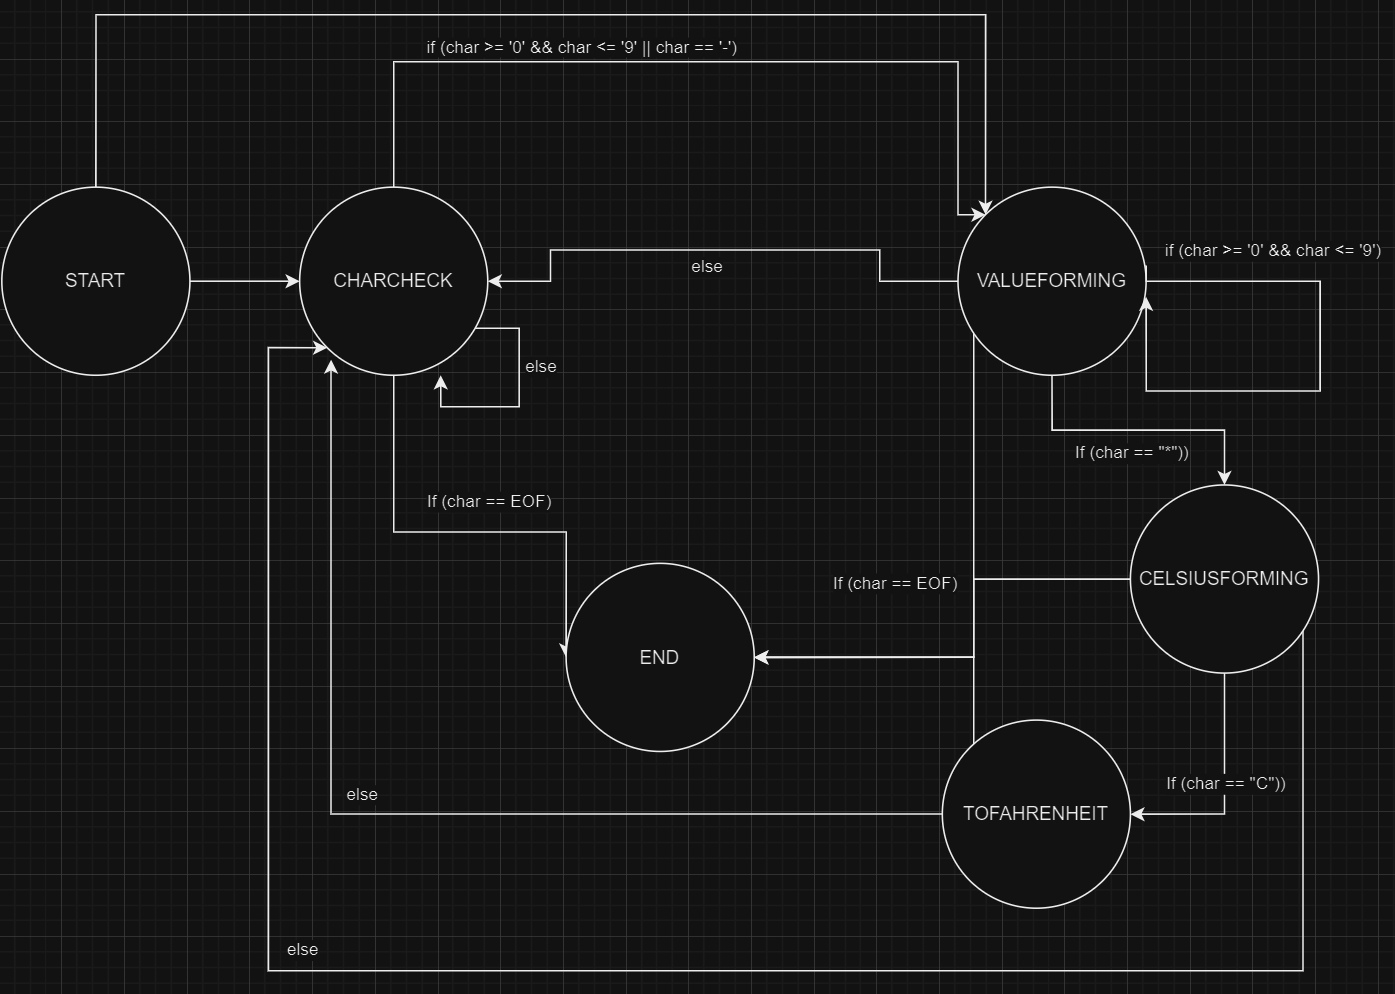 if (char >= '0' && char <= '9' || char == '-')
if (char >= '0' && char <= '9')
else
START
CHARCHECK
VALUEFORMING
else
If (char == "*"))
If (char == EOF)
If (char == EOF)
CELSIUSFORMING
END
If (char == "C"))
else
TOFAHRENHEIT
else